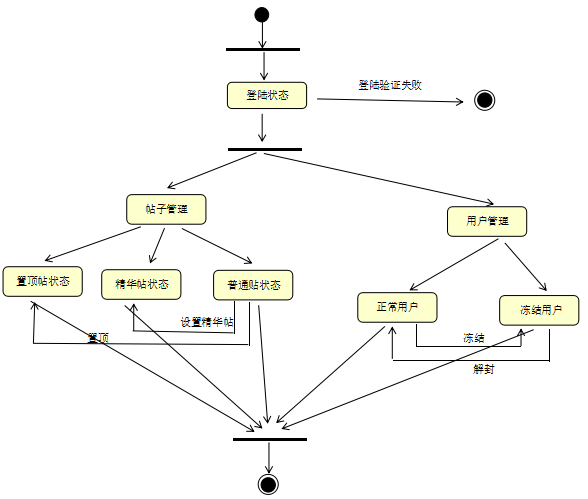 登陆状态
登陆验证失败
帖子管理
用户管理
置顶帖状态
精华帖状态
普通贴状态
正常用户
冻结用户
设置精华帖
置顶
冻结
解封